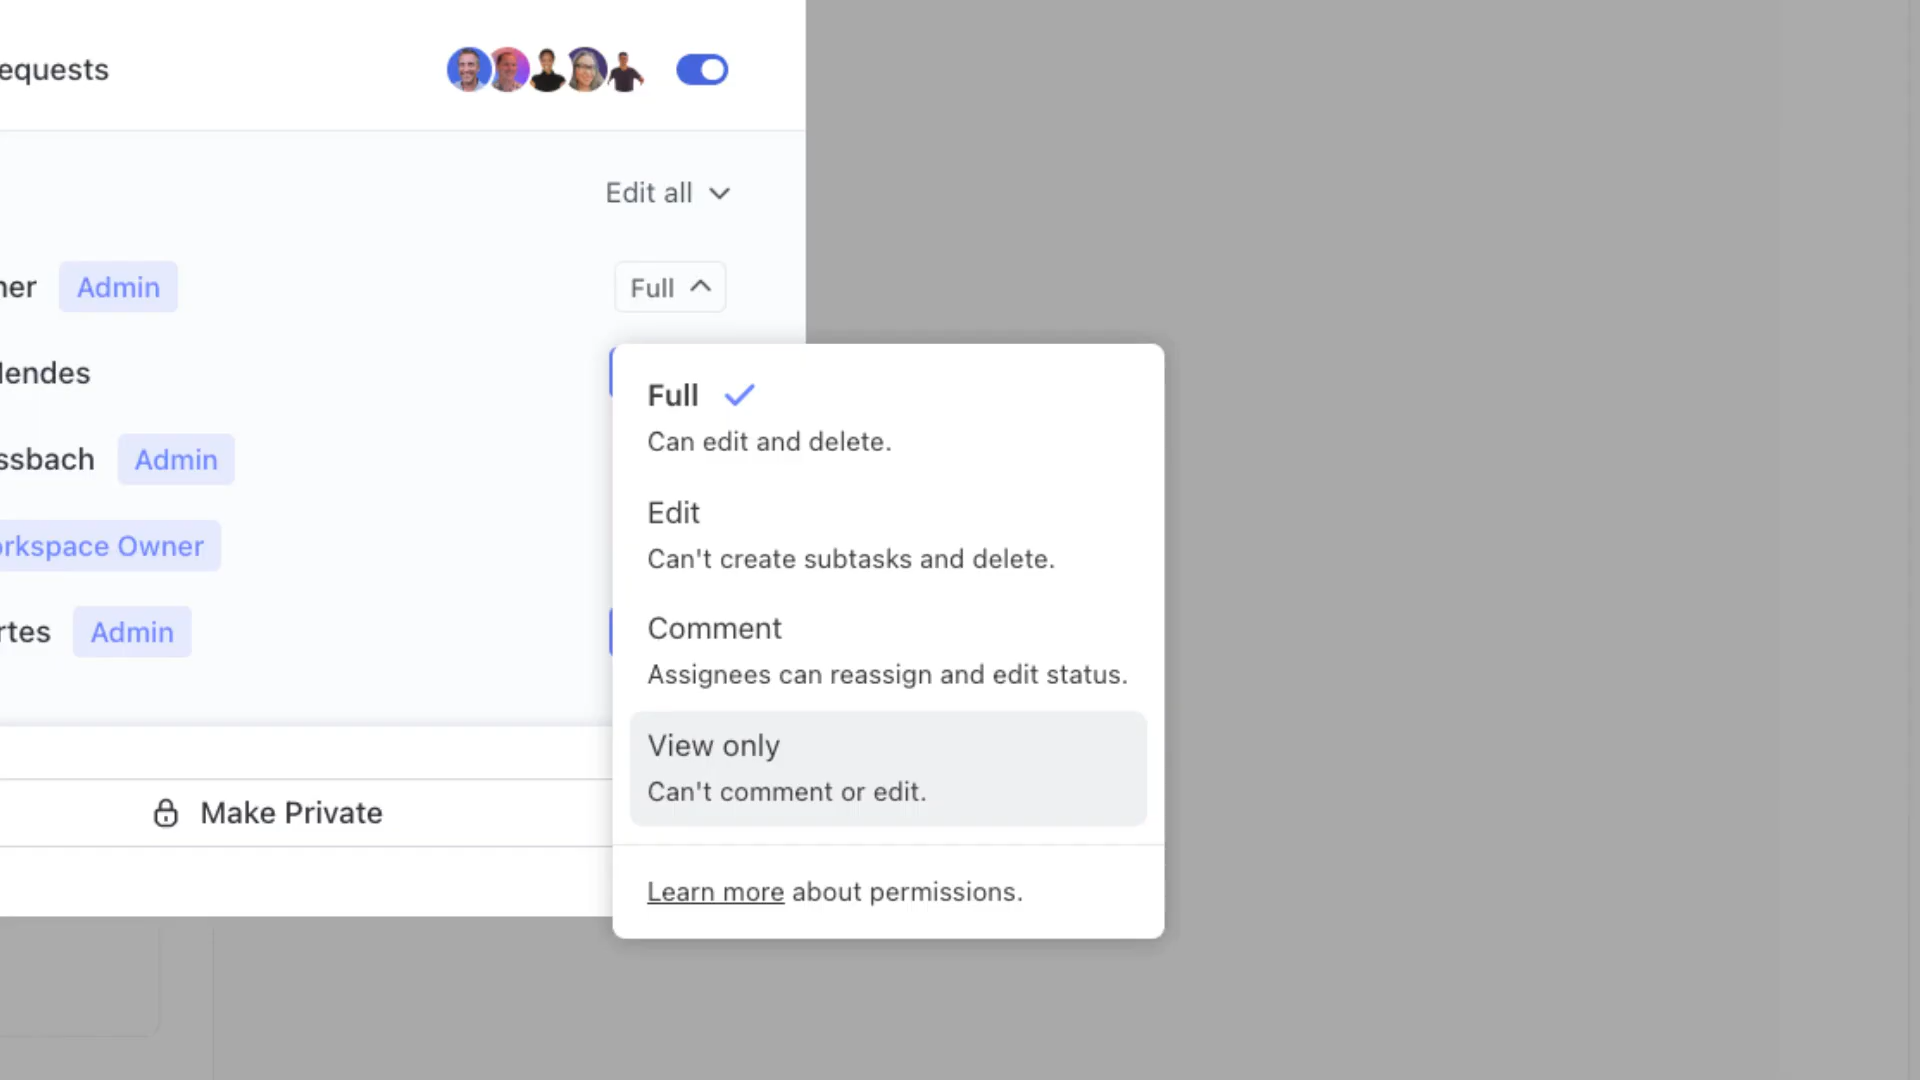 equests
Edit all
ner Admin
Full
endes
ssbach Admin
rkspace Owner
rtes Admin
Make Private
Full
Can edit and delete.
Edit
Can't create subtasks and delete.
Comment
Assignees can reassign and edit status.
View only
Can't comment or edit.
Learn more about permissions.